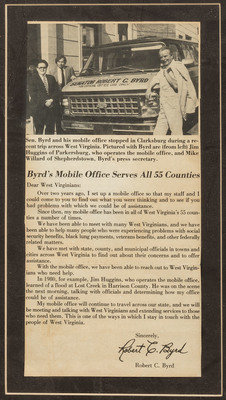 SENATOR ROBERT C. BYRD
Sen. Byrd and his mobile office stopped in Clarksburg during a re-
cent trip across West Virginia. Pictured with Byrd are (from left) Jim
Huggins of Parkersburg, who operates the mobile office, and Mike
Willard of Shepherdstown, Byrd's press secretary.
Byrd's Mobile Office Serves All 55 Counties
Dear West Virginians:
Over two years ago, I set up a mobile office so that my staff and I
could come to you to find out what you were thinking and to see if you
had problems with which we could be of assistance.
Since then, my mobile office has been in all of West Virginia's 55 coun-
ties a number of times.
We have been able to meet with many West Virginians, and we have
been able to help many people who were experiencing problems with social
security benefits, black lung payments, veterans benefits, and other federally
related matters.
We have met with state, county, and municipal officials in towns and
cities across West Virginia to find out about their concerns and to offer
assistance.
With the mobile office, we have been able to reach out to West Virgin-
ians who need help.
In 1980, for example, Jim Huggins, who operates the mobile office,
learned of a flood at Lost Creek in Harrison County. He was on the scene
the next morning, talking with officials and determining how my office
could be of assistance.
My mobile office will continue to travel across our state, and we will
be meeting and talking with West Virginians and extending services to those
who need them. This is one of the ways in which I stay in touch with the
people of West Virginia.
Sincerely,
Robert C. Byrd
Robert C. Byrd